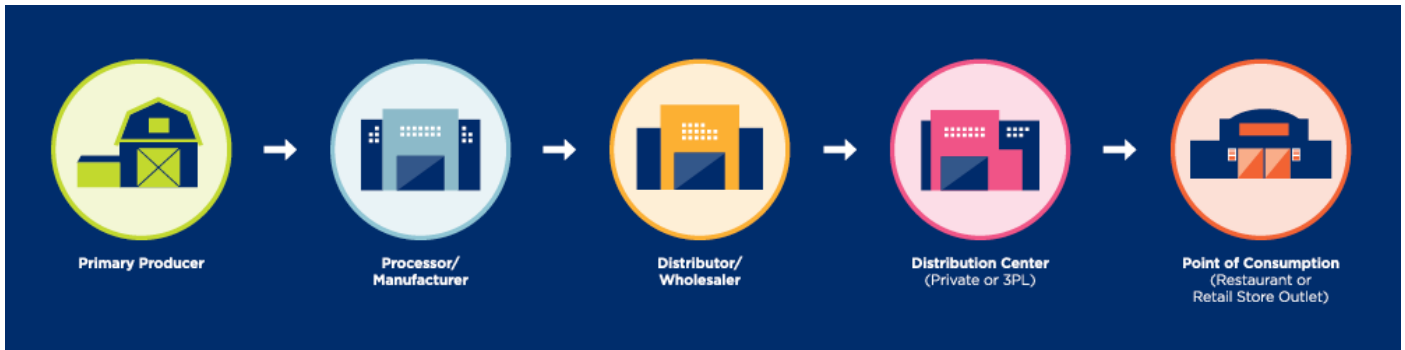 Primary Producer
Processor/
Manufacturer
Distributor/
Wholesaler
Distribution Center
(Private or 3PL)
Point of Consumption
(Restaurant or
Retail Store Outlet)